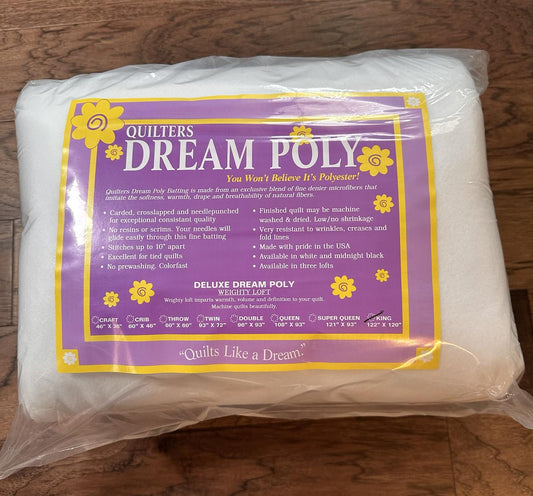 QUILTERS
DREAM POLY
You Won't Believe It's Polyester!
Quilters Dream Poly Batting is made from an exclusive blend of fine denier microfibers that
imitate the softness, warmth, drape and breathability of natural fibers.
• Carded, crosslapped and needlepunched
for exceptional consistant quality
• No resins or scrims. Your needles will
glide easily through this fine batting
• Stitches up to 10" apart
• Excellent for tied quilts
• No prewashing. Colorfast
• Finished quilt may be machine
washed & dried. Low/no shrinkage
• Very resistant to wrinkles, creases and
fold lines
• Made with pride in the USA
• Available in white and midnight black
• Available in three lofts
DELUXE DREAM POLY
WEIGHTY LOFT
Weighty loft imparts warmth, volume and definition to your quilt.
Machine quilts beautifully.
CRAFT CRIB THROW TWIN DOUBLE QUEEN SUPER QUEEN KING
46" X 36" 60" X 46" 60" X 60" 93" X 72" 96" X 93" 108" X 93" 121" X 93" 122" X 120"
"Quilts Like a Dream."